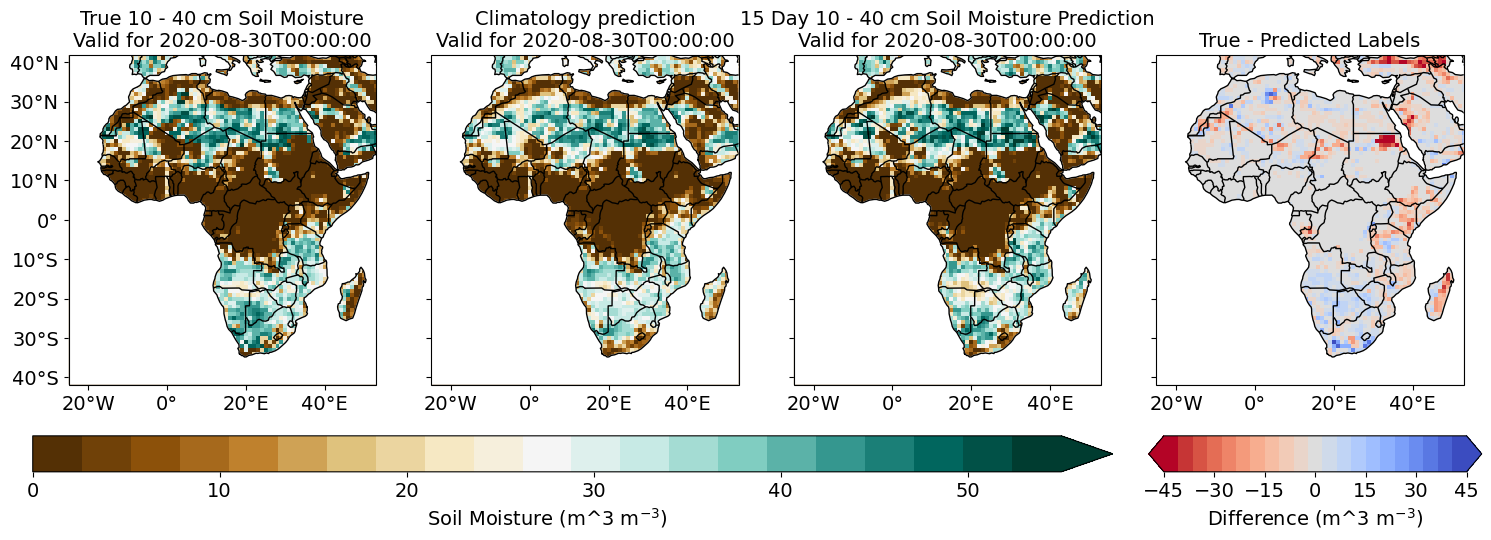 True 10 - 40 cm Soil Moisture
Valid for 2020-08-30T00:00:00
Climatology prediction
Valid for 2020-08-30T00:00:00
15 Day 10 - 40 cm Soil Moisture Prediction
Valid for 2020-08-30T00:00:00
True - Predicted Labels
40°N
30°N
20°N
10°N
0°
10°S
20°S
30°S
40°S
20°W 0° 20°E 40°E
20°W 0° 20°E 40°E
20°W 0° 20°E 40°E
20°W 0° 20°E 40°E
0 10 20 30 40 50
Soil Moisture (m^3 m⁻³)
−45 −30 −15 0 15 30 45
Difference (m^3 m⁻³)